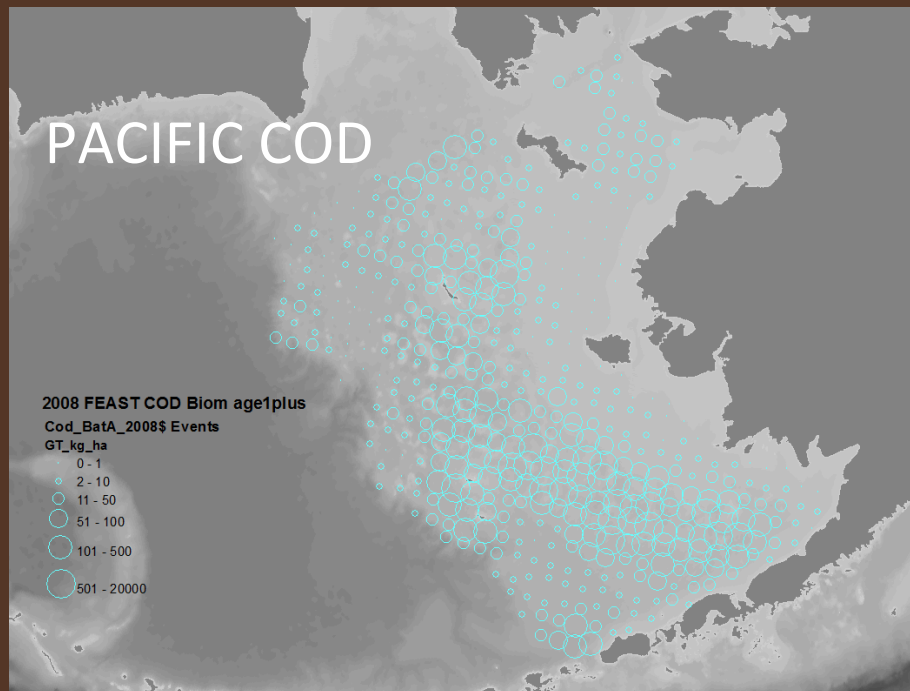 PACIFIC COD
2008 FEAST COD Biom age1plus
Cod_BatA_2008$ Events
GT_kg_ha
0 - 1
2 - 10
11 - 50
51 - 100
101 - 500
501 - 20000